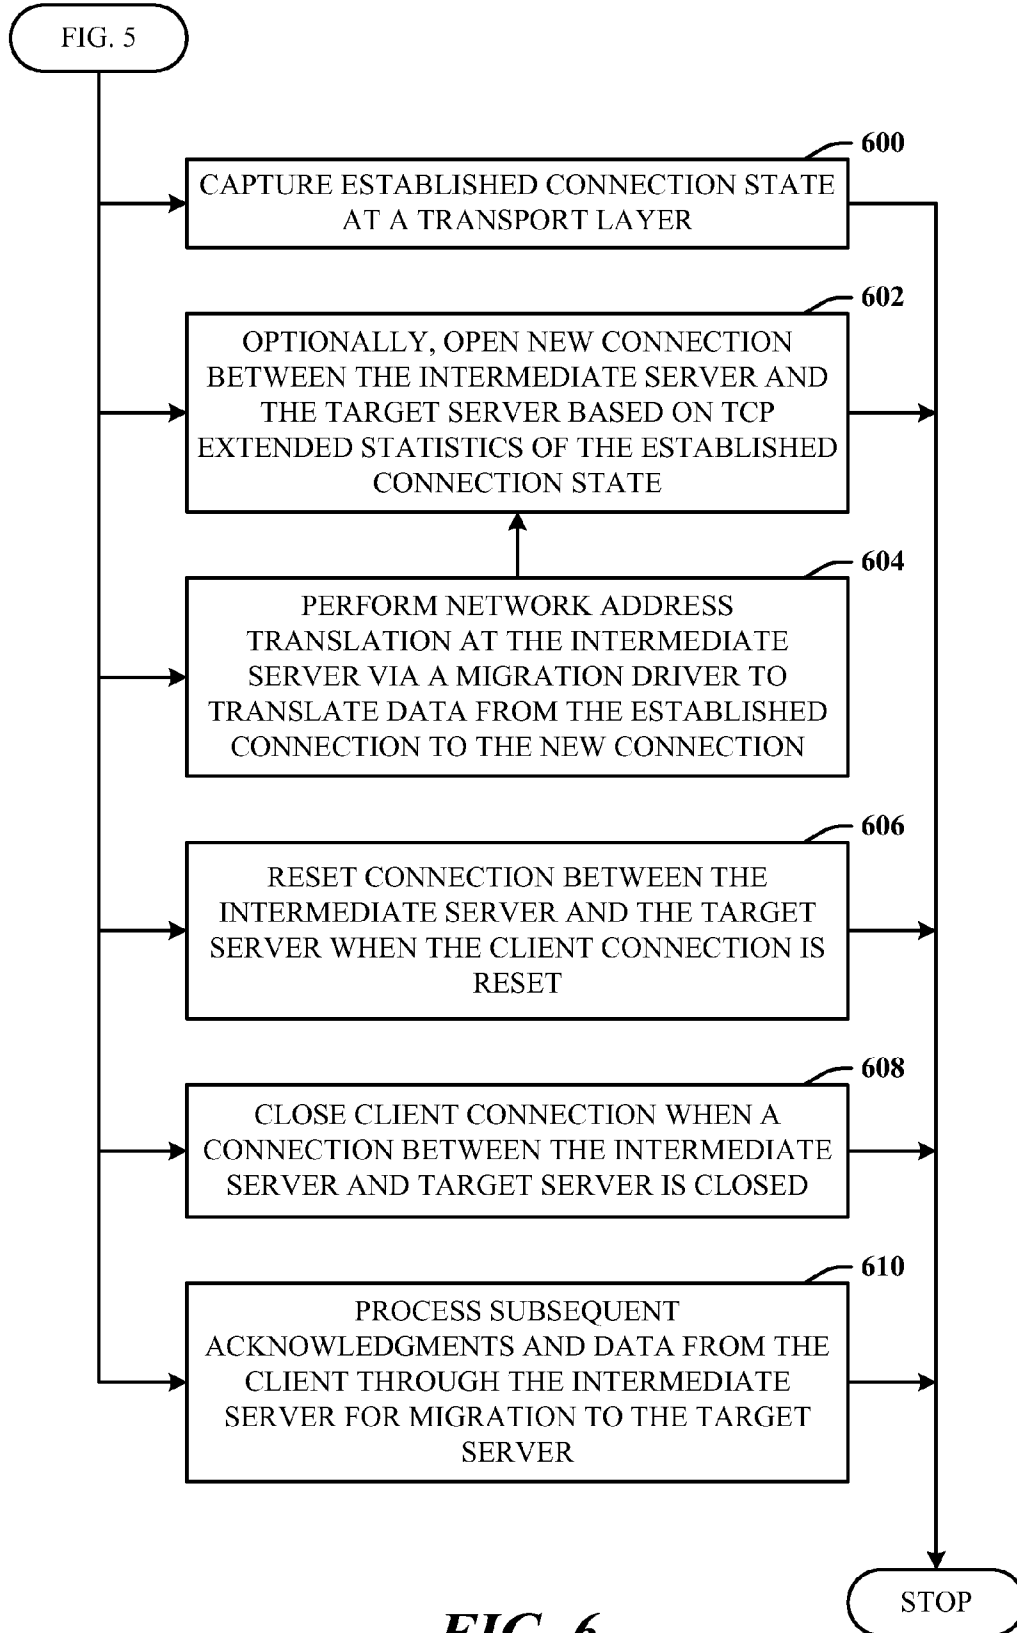 FIG. 5
600
CAPTURE ESTABLISHED CONNECTION STATE
AT A TRANSPORT LAYER
602
OPTIONALLY, OPEN NEW CONNECTION
BETWEEN THE INTERMEDIATE SERVER AND
THE TARGET SERVER BASED ON TCP
EXTENDED STATISTICS OF THE ESTABLISHED
CONNECTION STATE
604
PERFORM NETWORK ADDRESS
TRANSLATION AT THE INTERMEDIATE
SERVER VIA A MIGRATION DRIVER TO
TRANSLATE DATA FROM THE ESTABLISHED
CONNECTION TO THE NEW CONNECTION
606
RESET CONNECTION BETWEEN THE
INTERMEDIATE SERVER AND THE TARGET
SERVER WHEN THE CLIENT CONNECTION IS
RESET
608
CLOSE CLIENT CONNECTION WHEN A
CONNECTION BETWEEN THE INTERMEDIATE
SERVER AND TARGET SERVER IS CLOSED
610
PROCESS SUBSEQUENT
ACKNOWLEDGMENTS AND DATA FROM THE
CLIENT THROUGH THE INTERMEDIATE
SERVER FOR MIGRATION TO THE TARGET
SERVER
STOP
FIG. 6